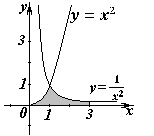 y
y = x²
3
1
y = 1/x²
0 1 3 x